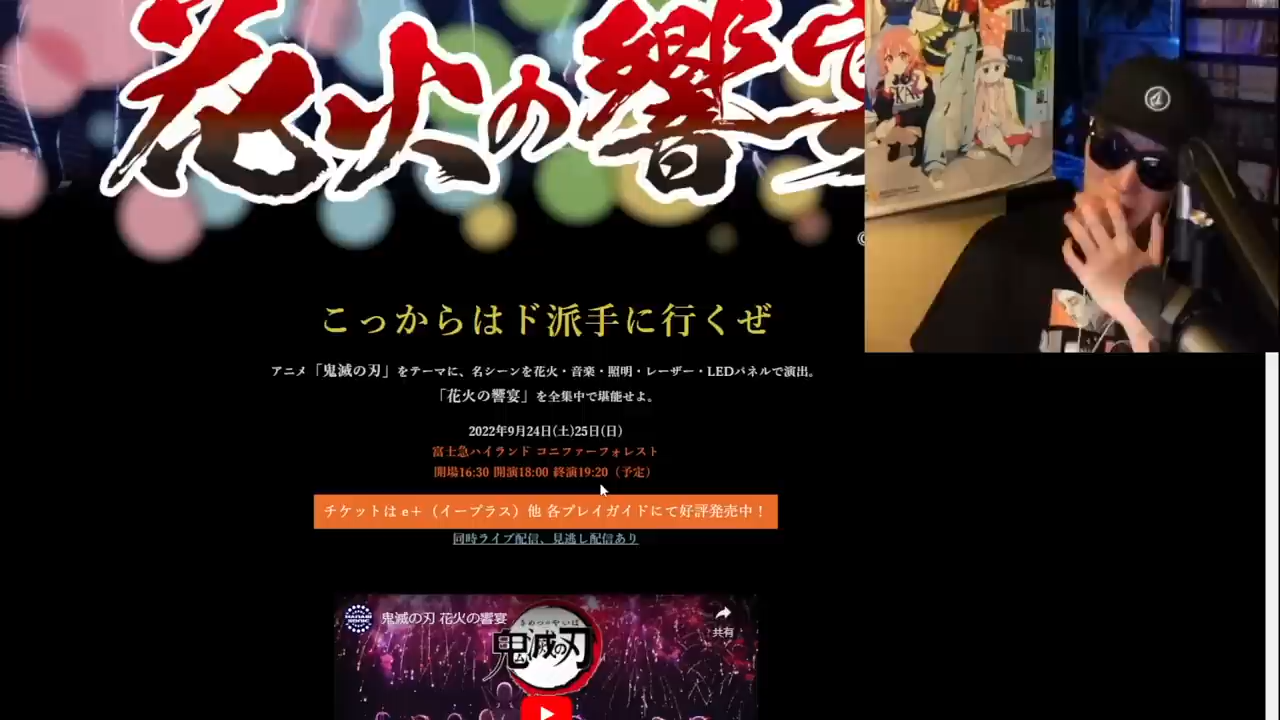 花火の響宴
こっからはド派手に行くぜ
アニメ「鬼滅の刃」をテーマに、名シーンを花火・音楽・照明・レーザー・LEDパネルで演出。
「花火の響宴」を全集中で堪能せよ。
2022年9月24日(土)25日(日)
富士急ハイランド コニファーフォレスト
開場16:30 開演18:00 終演19:20（予定）
チケットは e+（イープラス）他 各プレイガイドにて好評発売中！
同時ライブ配信、見逃し配信あり
鬼滅の刃 花火の響宴
共有
きめつのやいば
鬼滅の刃